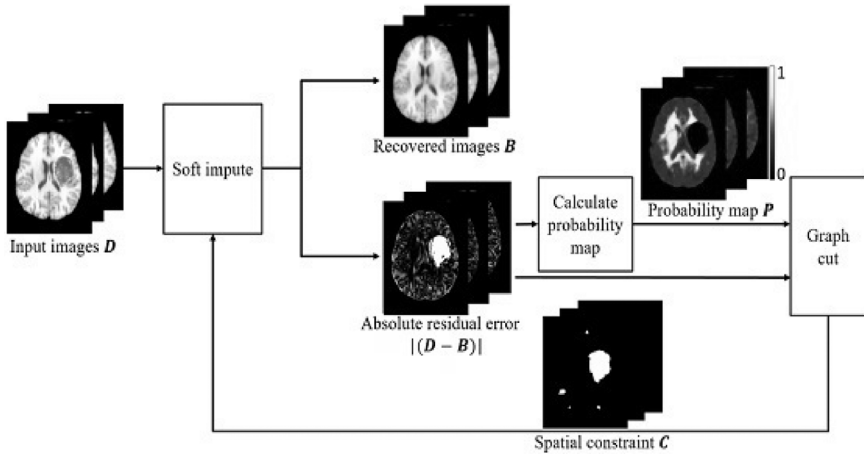 Input images D
Soft impute
Recovered images B
Absolute residual error
|(D − B)|
Calculate
probability
map
1
0
Probability map P
Graph
cut
Spatial constraint C